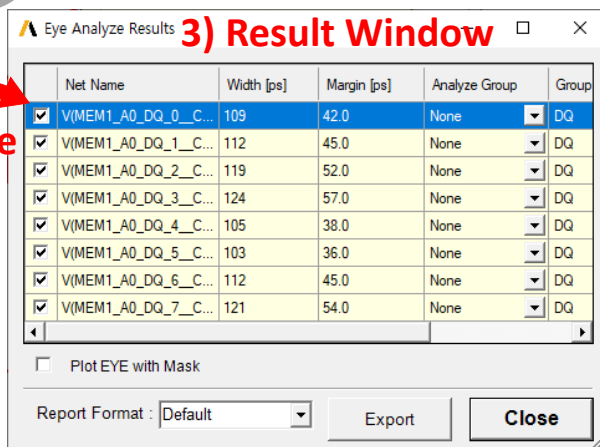 Eye Analyze Results 3) Result Window
Net Name Width [ps] Margin [ps] Analyze Group Group
V(MEM1_A0_DQ_0__C... 109 42.0 None DQ
e
V(MEM1_A0_DQ_1__C... 112 45.0 None DQ
V(MEM1_A0_DQ_2__C... 119 52.0 None DQ
V(MEM1_A0_DQ_3__C... 124 57.0 None DQ
V(MEM1_A0_DQ_4__C... 105 38.0 None DQ
V(MEM1_A0_DQ_5__C... 103 36.0 None DQ
V(MEM1_A0_DQ_6__C... 112 45.0 None DQ
V(MEM1_A0_DQ_7__C... 121 54.0 None DQ
Plot EYE with Mask
Report Format : Default Export Close